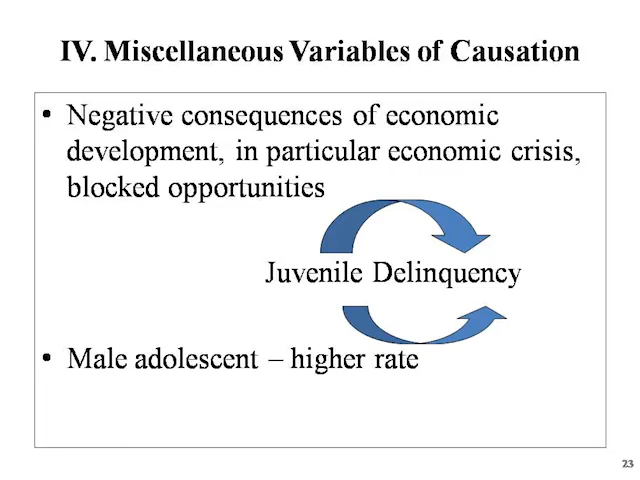 IV. Miscellaneous Variables of Causation
• Negative consequences of economic
development, in particular economic crisis,
blocked opportunities
Juvenile Delinquency
• Male adolescent – higher rate
23